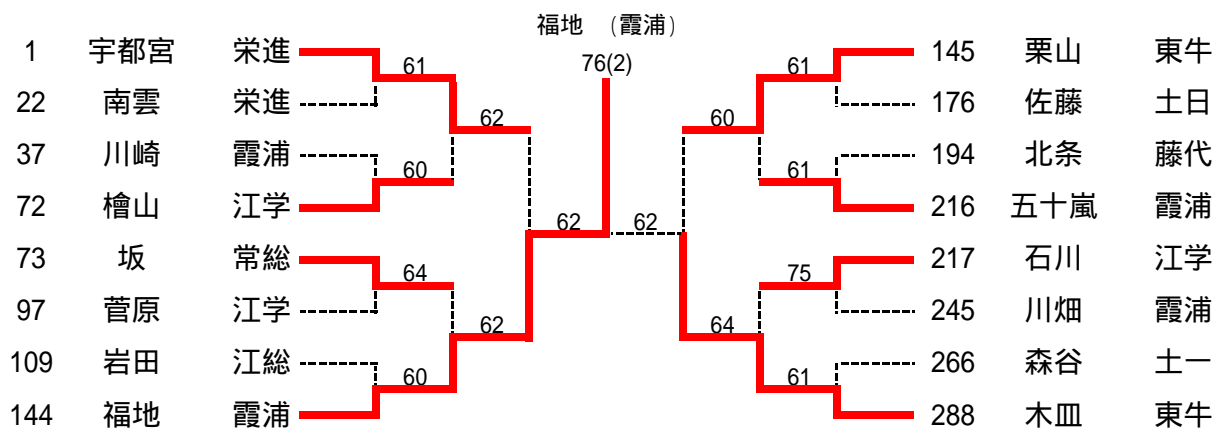 福地 （霞浦）
76(2)
1 宇都宮 栄進
61
22 南雲 栄進
62
37 川崎 霞浦
60
72 檜山 江学
62
73 坂 常総
64
97 菅原 江学
62
109 岩田 江総
60
144 福地 霞浦
145 栗山 東牛
61
176 佐藤 土日
60
194 北条 藤代
61
216 五十嵐 霞浦
62
217 石川 江学
75
245 川畑 霞浦
64
266 森谷 土一
61
288 木皿 東牛